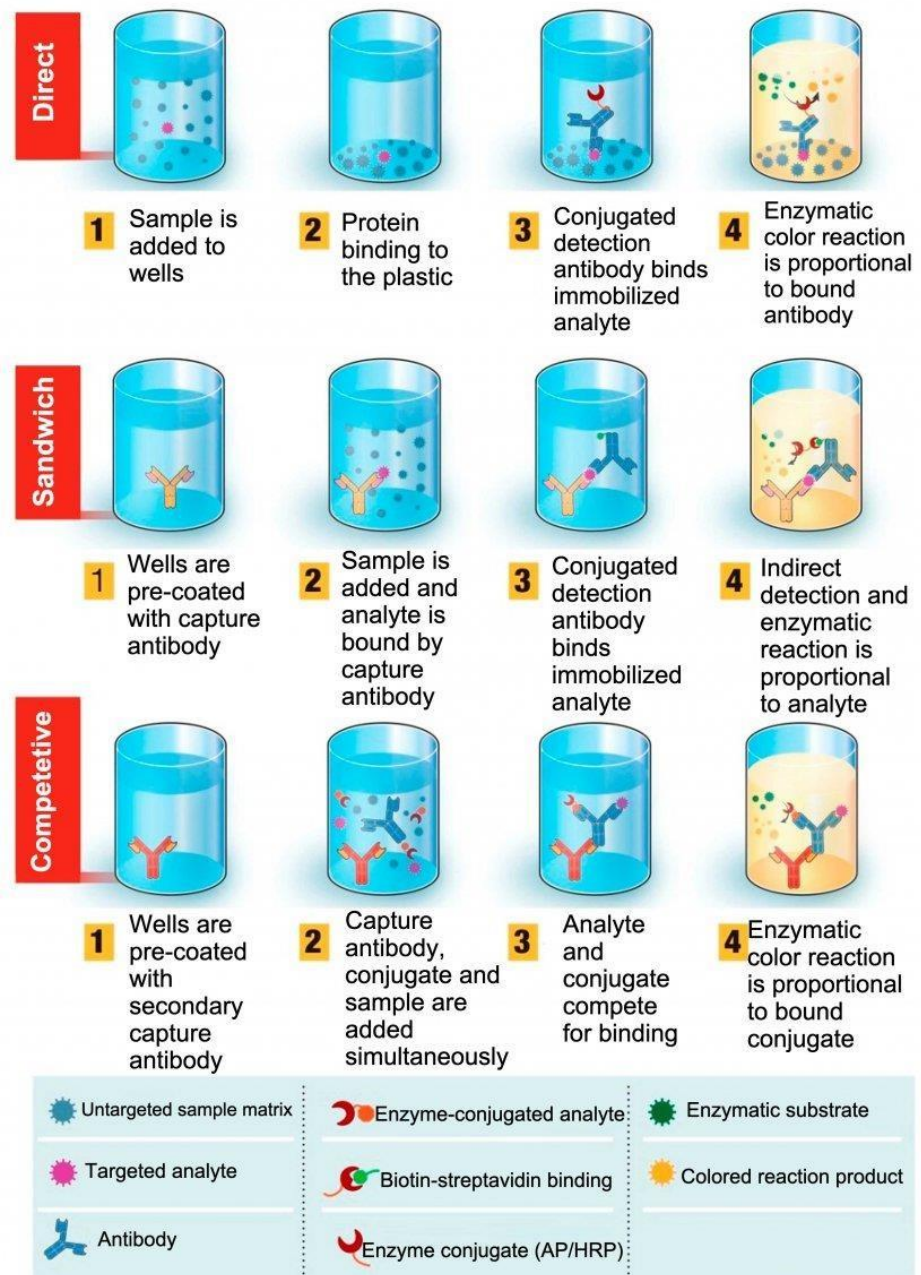 Direct
1 Sample is
added to
wells
2 Protein
binding to
the plastic
3 Conjugated
detection
antibody binds
immobilized
analyte
4 Enzymatic
color reaction
is proportional
to bound
antibody
Sandwich
1 Wells are
pre-coated
with capture
antibody
2 Sample is
added and
analyte is
bound by
capture
antibody
3 Conjugated
detection
antibody
binds
immobilized
analyte
4 Indirect
detection and
enzymatic
reaction is
proportional
to analyte
Competetive
1 Wells are
pre-coated
with
secondary
capture
antibody
2 Capture
antibody,
conjugate and
sample are
added
simultaneously
3 Analyte
and
conjugate
compete
for binding
4 Enzymatic
color reaction
is proportional
to bound
conjugate
Untargeted sample matrix
Enzyme-conjugated analyte
Enzymatic substrate
Targeted analyte
Biotin-streptavidin binding
Colored reaction product
Antibody
Enzyme conjugate (AP/HRP)